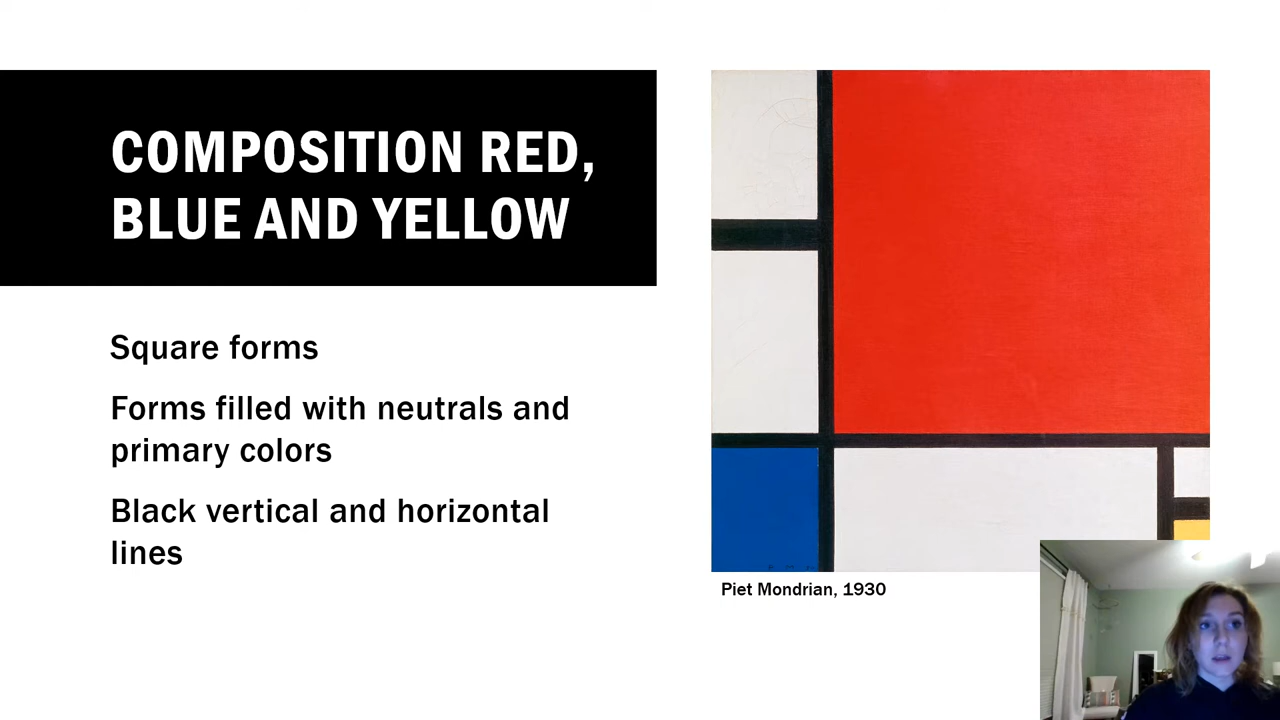 COMPOSITION RED,
BLUE AND YELLOW
Square forms
Forms filled with neutrals and
primary colors
Black vertical and horizontal
lines
Piet Mondrian, 1930